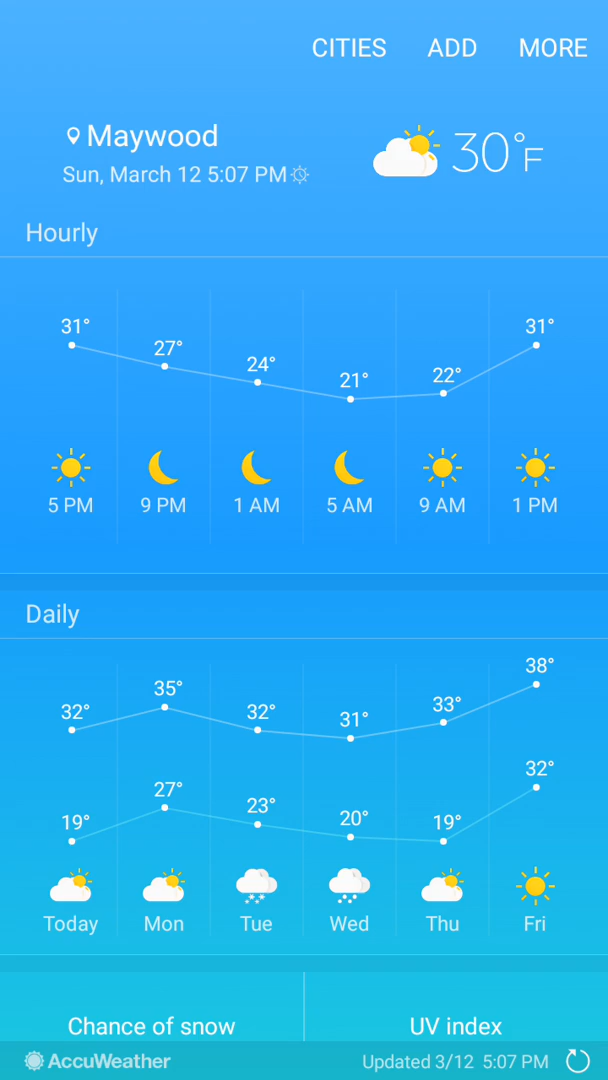 CITIES ADD MORE
Maywood
Sun, March 12 5:07 PM
30°F
Hourly
31° 27° 24° 21° 22° 31°
5 PM 9 PM 1 AM 5 AM 9 AM 1 PM
Daily
32° 35° 32° 31° 33° 38°
19° 27° 23° 20° 19° 32°
Today Mon Tue Wed Thu Fri
Chance of snow UV index
AccuWeather Updated 3/12 5:07 PM